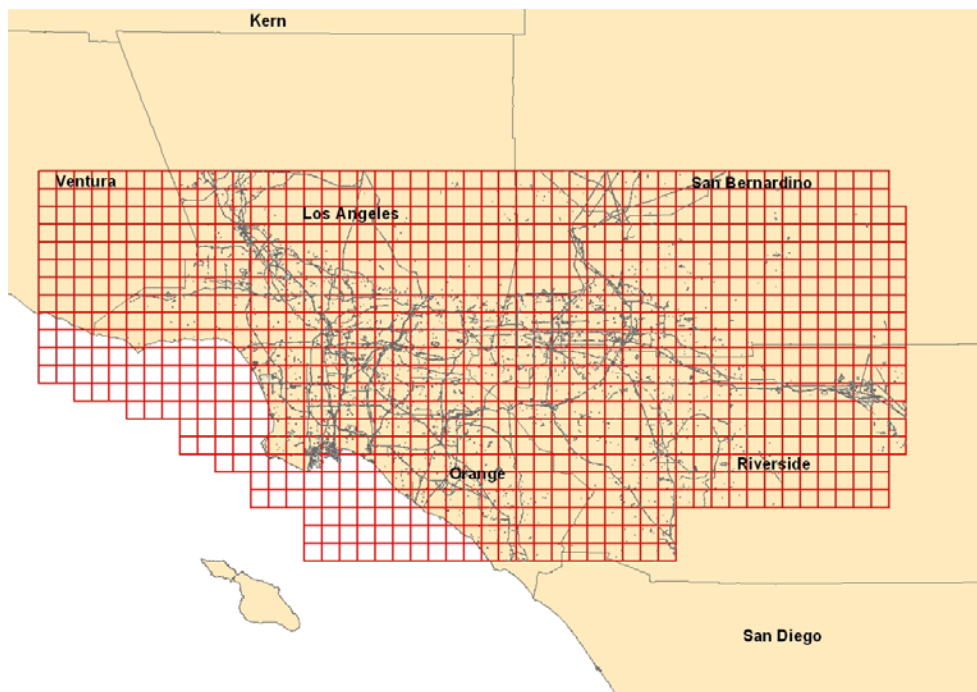 Kern
Ventura
San Bernardino
Los Angeles
Orange
Riverside
San Diego